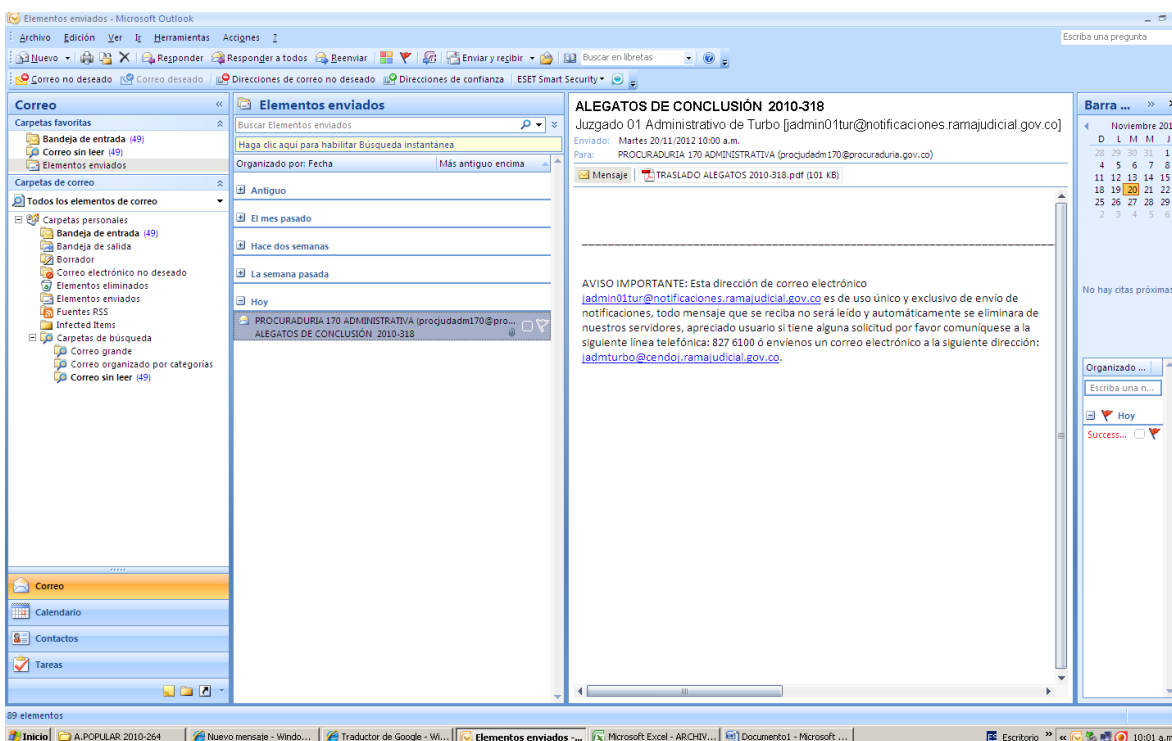 Elementos enviados - Microsoft Outlook
Archivo Edición Ver Ir Herramientas Acciones ?
Escriba una pregunta
Nuevo Responder Responder a todos Reenviar Enviar y recibir Buscar en libretas
Correo no deseado Correo deseado Direcciones de correo no deseado Direcciones de confianza ESET Smart Security
Correo
Carpetas favoritas
Bandeja de entrada (49)
Correo sin leer (49)
Elementos enviados
Carpetas de correo
Todos los elementos de correo
Carpetas personales
Bandeja de entrada (49)
Bandeja de salida
Borrador
Correo electrónico no deseado
Elementos eliminados
Elementos enviados
Fuentes RSS
Infected Items
Carpetas de búsqueda
Correo grande
Correo organizado por categorías
Correo sin leer (49)
Correo
Calendario
Contactos
Tareas
Elementos enviados
Buscar Elementos enviados
Haga clic aquí para habilitar Búsqueda instantánea
Organizado por: Fecha Más antiguo encima
Antiguo
El mes pasado
Hace dos semanas
La semana pasada
Hoy
PROCURADURIA 170 ADMINISTRATIVA (procjudadm170@pro...
ALEGATOS DE CONCLUSIÓN 2010-318
ALEGATOS DE CONCLUSIÓN 2010-318
Juzgado 01 Administrativo de Turbo [jadmin01tur@notificaciones.ramajudicial.gov.co]
Enviado: Martes 20/11/2012 10:00 a.m.
Para: PROCURADURIA 170 ADMINISTRATIVA (procjudadm170@procuraduria.gov.co)
Mensaje TRASLADO ALEGATOS 2010-318.pdf (101 KB)
AVISO IMPORTANTE: Esta dirección de correo electrónico
jadmin01tur@notificaciones.ramajudicial.gov.co es de uso único y exclusivo de envío de
notificaciones, todo mensaje que se reciba no será leído y automáticamente se eliminara de
nuestros servidores, apreciado usuario si tiene alguna solicitud por favor comuníquese a la
siguiente línea telefónica: 827 6100 ó envíenos un correo electrónico a la siguiente dirección:
jadmturbo@cendoj.ramajudicial.gov.co.
Barra ...
Noviembre 201
D L M M J
28 29 30 31 1
4 5 6 7 8
11 12 13 14 15
18 19 20 21 22
25 26 27 28 29
2 3 4 5 6
No hay citas próximas
Organizado ...
Escriba una n...
Hoy
Success...
89 elementos
Inicio A.POPULAR 2010-264 Nuevo mensaje - Windo... Traductor de Google - Wi... Elementos enviados -... Microsoft Excel - ARCHIV... Documento1 - Microsoft ... Escritorio 10:01 a.m